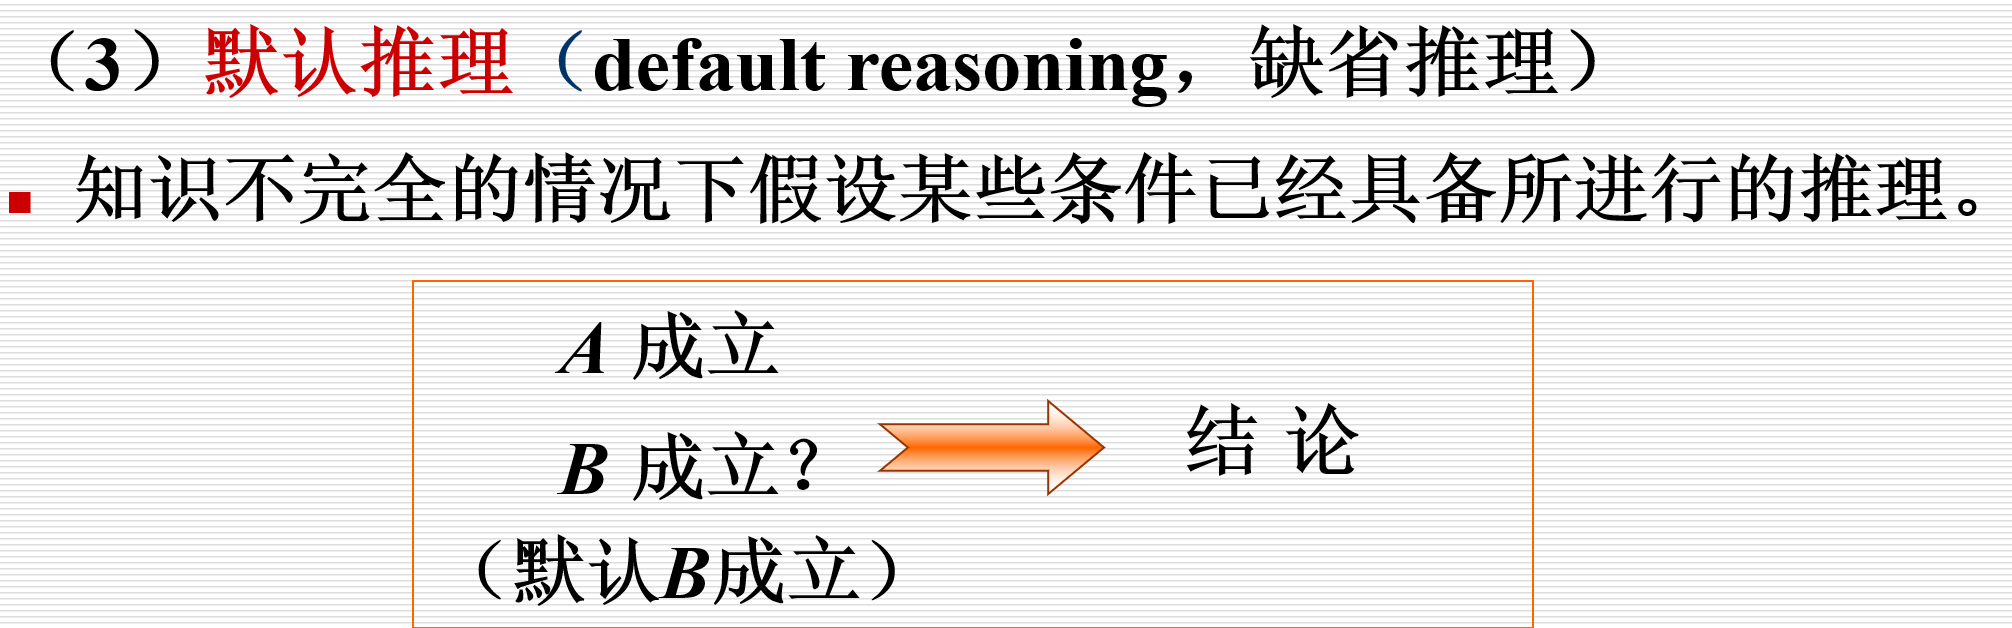 （3）默认推理（default reasoning，缺省推理）
知识不完全的情况下假设某些条件已经具备所进行的推理。
A 成立
B 成立？
结 论
（默认B成立）